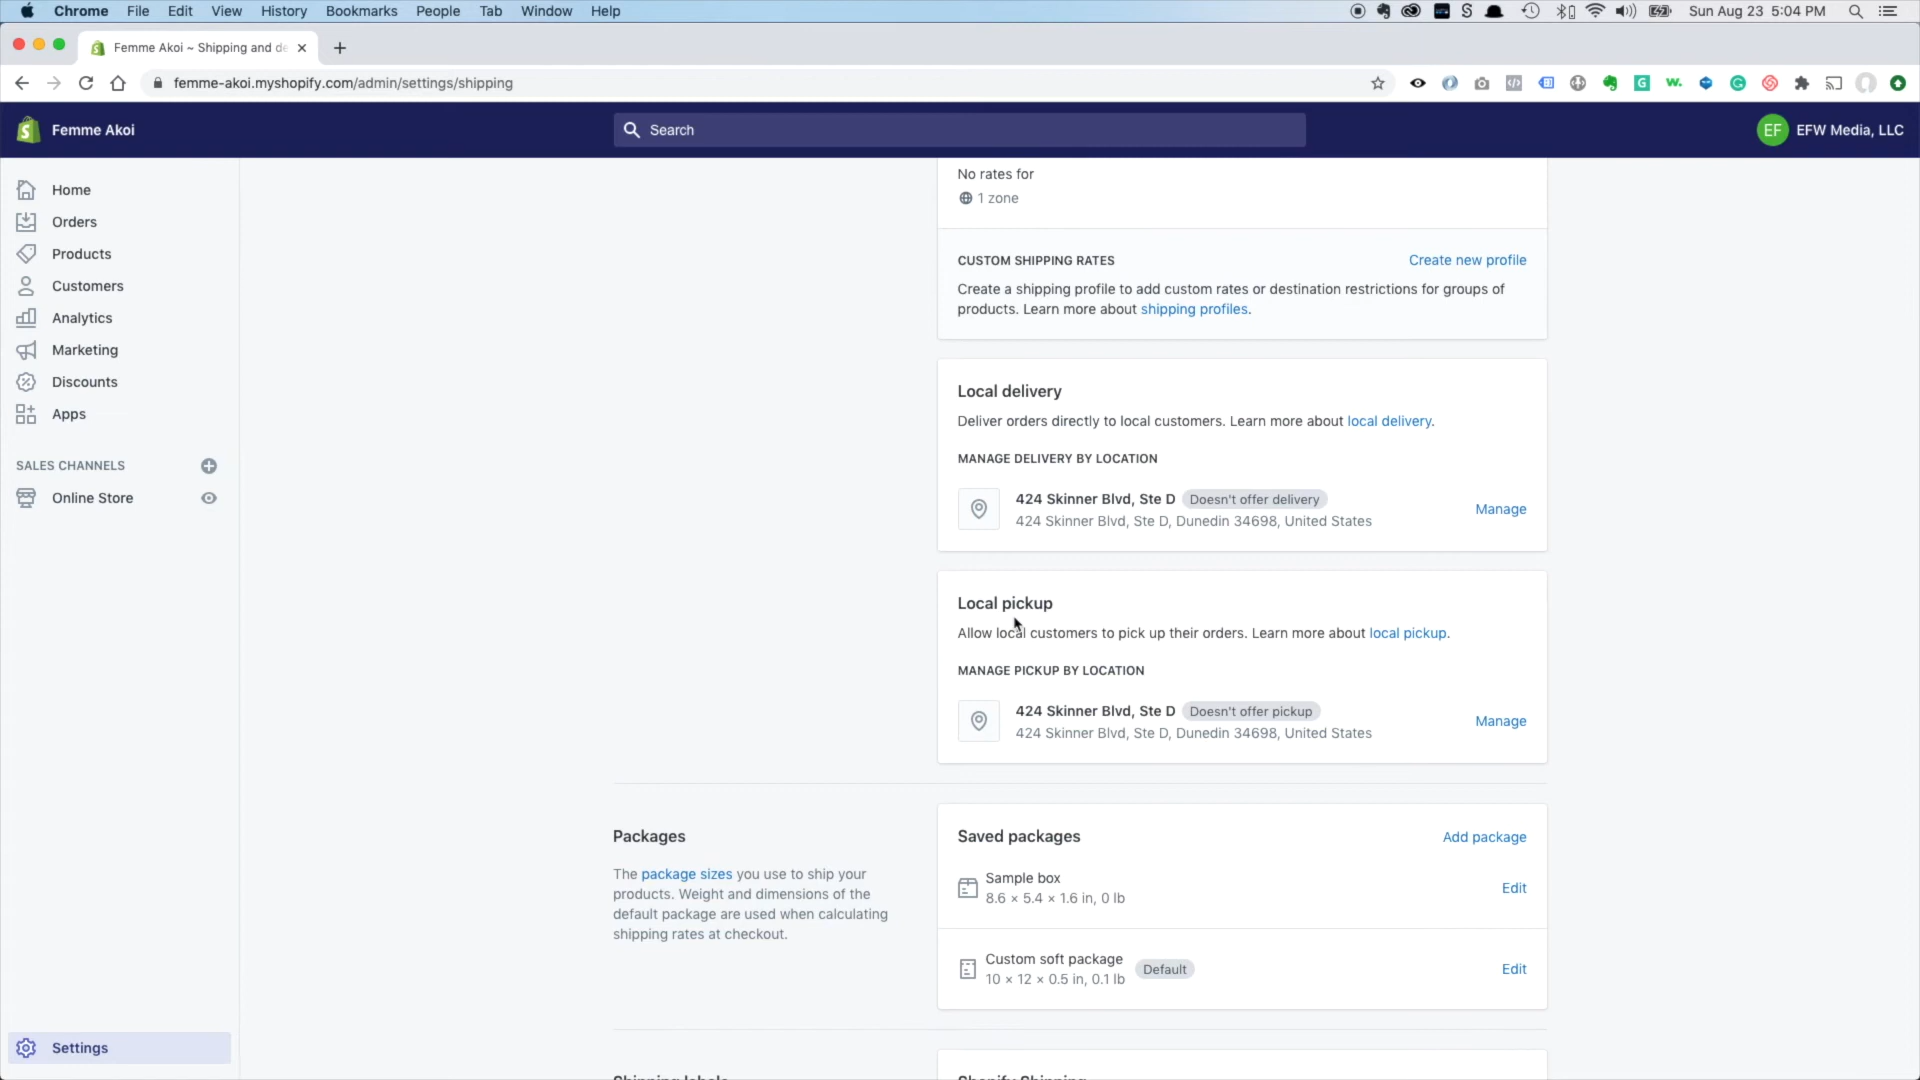 Chrome File Edit View History Bookmarks People Tab Window Help
Sun Aug 23 5:04 PM
Femme Akoi ~ Shipping and de
femme-akoi.myshopify.com/admin/settings/shipping
Femme Akoi
Search
EF EFW Media, LLC
Home
Orders
Products
Customers
Analytics
Marketing
Discounts
Apps
SALES CHANNELS
Online Store
Settings
No rates for
1 zone
CUSTOM SHIPPING RATES
Create new profile
Create a shipping profile to add custom rates or destination restrictions for groups of
products. Learn more about shipping profiles.
Local delivery
Deliver orders directly to local customers. Learn more about local delivery.
MANAGE DELIVERY BY LOCATION
424 Skinner Blvd, Ste D Doesn't offer delivery
424 Skinner Blvd, Ste D, Dunedin 34698, United States
Manage
Local pickup
Allow local customers to pick up their orders. Learn more about local pickup.
MANAGE PICKUP BY LOCATION
424 Skinner Blvd, Ste D Doesn't offer pickup
424 Skinner Blvd, Ste D, Dunedin 34698, United States
Manage
Packages
The package sizes you use to ship your
products. Weight and dimensions of the
default package are used when calculating
shipping rates at checkout.
Saved packages
Add package
Sample box
8.6 × 5.4 × 1.6 in, 0 lb
Edit
Custom soft package Default
10 × 12 × 0.5 in, 0.1 lb
Edit
Shipping labels
Shopify Shipping